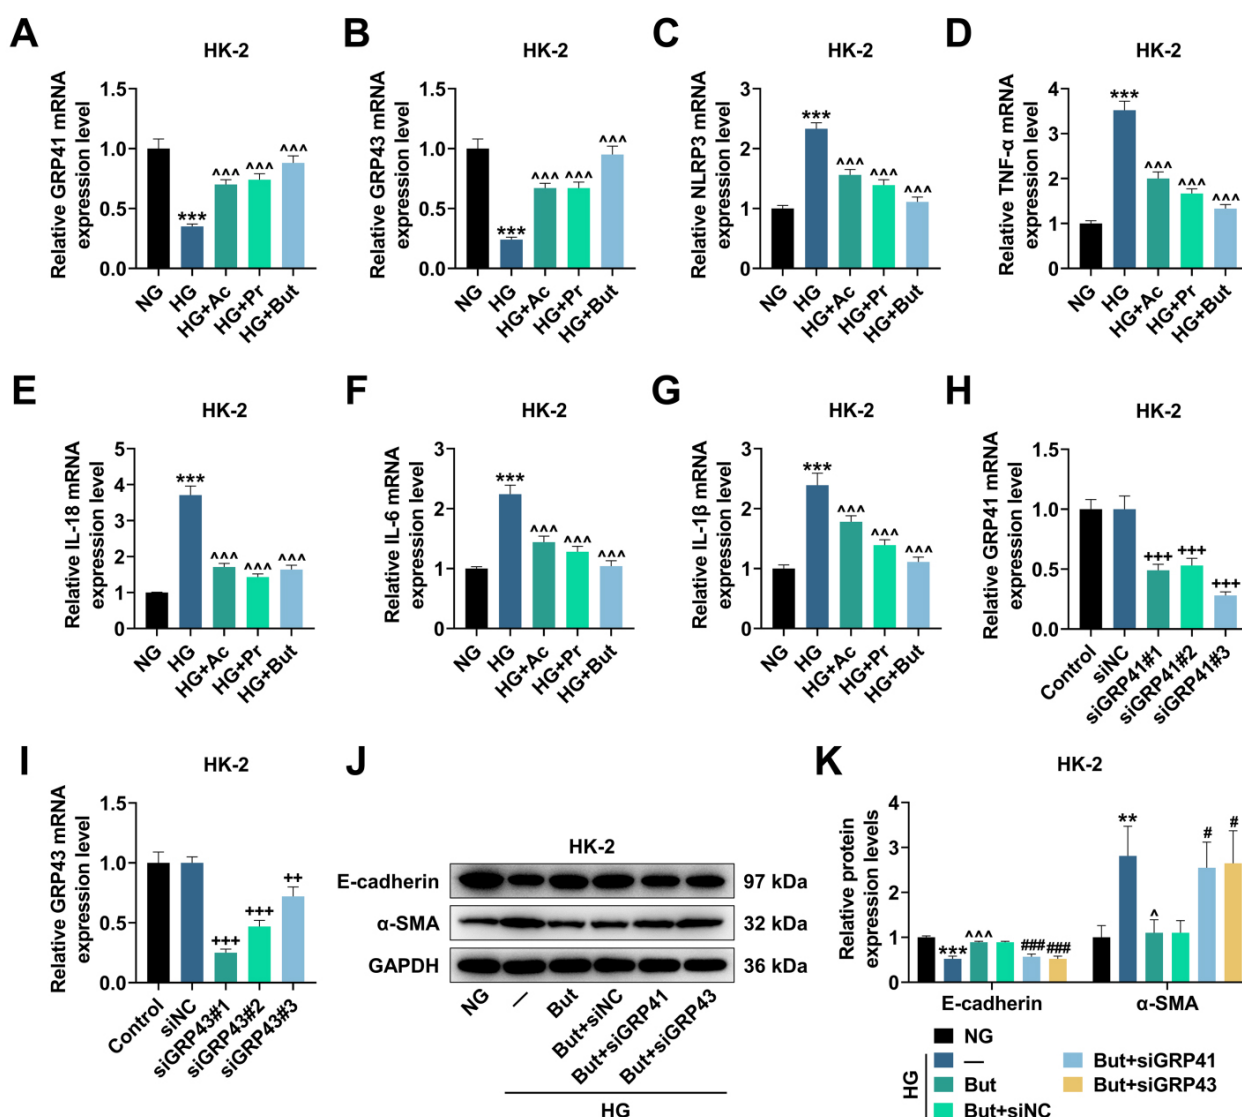 A
HK-2
Relative GRP41 mRNA
expression level
1.5
1.0
0.5
0.0
***
^^^
^^^
^^^
NG
HG
HG+Ac
HG+Pr
HG+But
B
HK-2
Relative GRP43 mRNA
expression level
1.5
1.0
0.5
0.0
***
^^^
^^^
^^^
NG
HG
HG+Ac
HG+Pr
HG+But
C
HK-2
Relative NLRP3 mRNA
expression level
3
2
1
0
***
^^^
^^^
^^^
NG
HG
HG+Ac
HG+Pr
HG+But
D
HK-2
Relative TNF-α mRNA
expression level
4
3
2
1
0
***
^^^
^^^
^^^
NG
HG
HG+Ac
HG+Pr
HG+But
E
HK-2
Relative IL-18 mRNA
expression level
5
4
3
2
1
0
***
^^^
^^^
^^^
NG
HG
HG+Ac
HG+Pr
HG+But
F
HK-2
Relative IL-6 mRNA
expression level
3
2
1
0
***
^^^
^^^
^^^
NG
HG
HG+Ac
HG+Pr
HG+But
G
HK-2
Relative IL-1β mRNA
expression level
3
2
1
0
***
^^^
^^^
^^^
NG
HG
HG+Ac
HG+Pr
HG+But
H
HK-2
Relative GRP41 mRNA
expression level
1.5
1.0
0.5
0.0
+++
+++
+++
Control
siNC
siGRP41#1
siGRP41#2
siGRP41#3
I
HK-2
Relative GRP43 mRNA
expression level
1.5
1.0
0.5
0.0
+++
+++
++
Control
siNC
siGRP43#1
siGRP43#2
siGRP43#3
J
HK-2
E-cadherin
97 kDa
α-SMA
32 kDa
GAPDH
36 kDa
NG
—
But
But+siNC
But+siGRP41
But+siGRP43
HG
K
HK-2
Relative protein
expression levels
4
3
2
1
0
***
^^^
###
###
**
^
#
#
E-cadherin
α-SMA
NG
HG
—
But
But+siNC
But+siGRP41
But+siGRP43